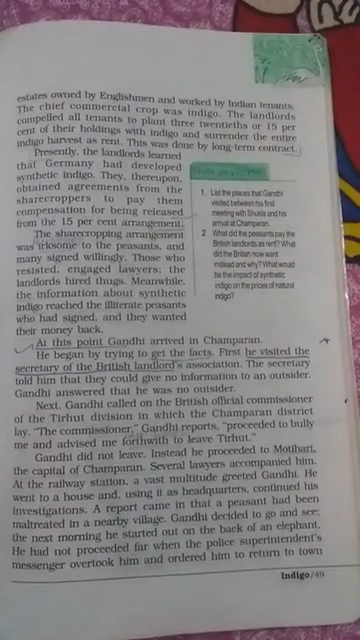 estates owned by Englishmen and worked by Indian tenants.
The chief commercial crop was indigo. The landlords
compelled all tenants to plant three twentieths or 15 per
cent of their holdings with indigo and surrender the entire
indigo harvest as rent. This was done by long-term contract.
Presently, the landlords learned
that Germany had developed
synthetic indigo. They, thereupon,
obtained agreements from the
sharecroppers to pay them
compensation for being released
from the 15 per cent arrangement.
The sharecropping arrangement
was irksome to the peasants, and
many signed willingly. Those who
resisted, engaged lawyers; the
landlords hired thugs. Meanwhile,
the information about synthetic
indigo reached the illiterate peasants
who had signed, and they wanted
their money back.
1 List the places that Gandhi
visited between his first
meeting with Shukla and his
arrival at Champaran.
2. What did the peasants pay the
British landlords as rent? What
did the British now want
instead and why? What would
be the impact of synthetic
indigo on the prices of natural
indigo?
At this point Gandhi arrived in Champaran.
He began by trying to get the facts. First he visited the
secretary of the British landlord's association. The secretary
told him that they could give no information to an outsider.
Gandhi answered that he was no outsider.
Next, Gandhi called on the British official commissioner
of the Tirhut division in which the Champaran district
lay. "The commissioner," Gandhi reports, "proceeded to bully
me and advised me forthwith to leave Tirhut."
Gandhi did not leave. Instead he proceeded to Motihari,
the capital of Champaran. Several lawyers accompanied him.
At the railway station, a vast multitude greeted Gandhi. He
went to a house and, using it as headquarters, continued his
investigations. A report came in that a peasant had been
maltreated in a nearby village. Gandhi decided to go and see;
the next morning he started out on the back of an elephant.
He had not proceeded far when the police superintendent's
messenger overtook him and ordered him to return to town
Indigo/49